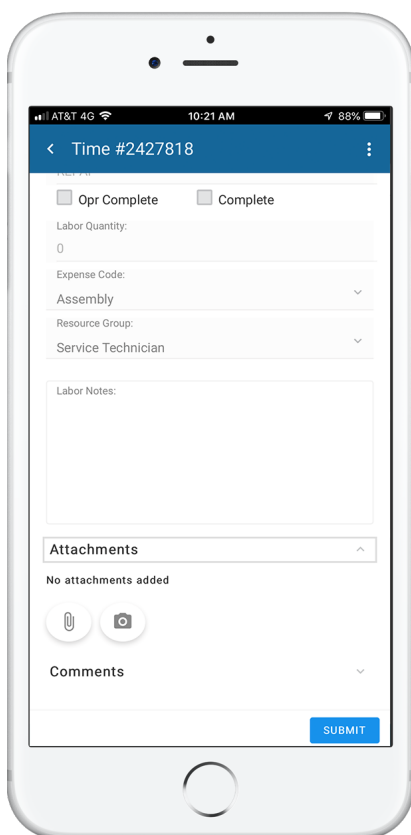 AT&T 4G 10:21 AM 88%
Time #2427818
Opr Complete Complete
Labor Quantity:
0
Expense Code:
Assembly
Resource Group:
Service Technician
Labor Notes:
Attachments
No attachments added
Comments
SUBMIT